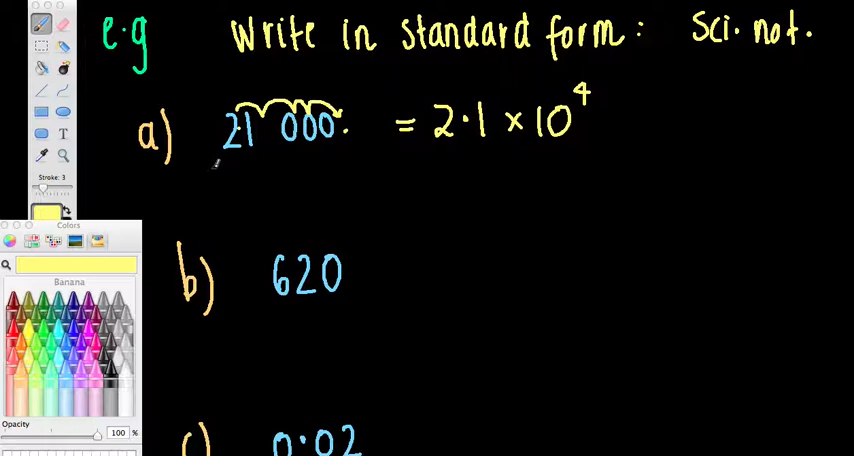 e.g Write in standard form: Sci. not.
a) 21 000. = 2.1 × 10⁴
Stroke: 3
Colors
Banana
b) 620
Opacity
100 %
c) 0.02